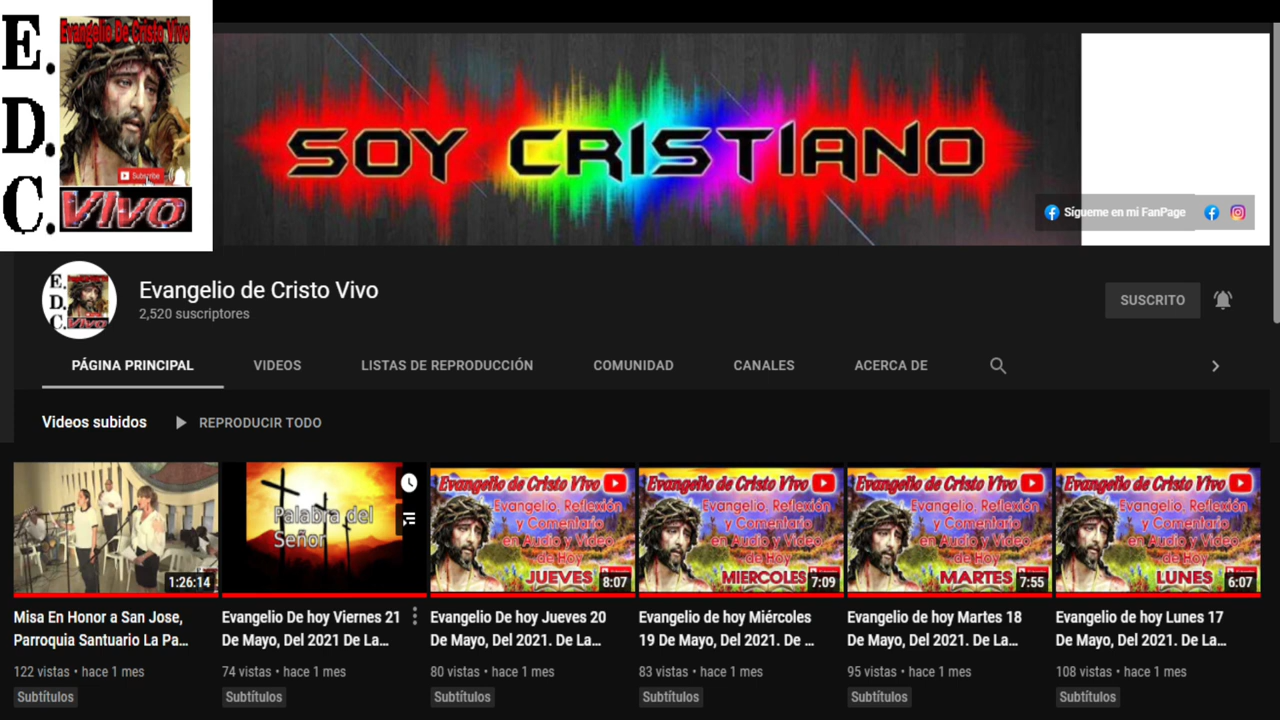 E.
D.
C.
Evangelio De Cristo Vivo
Subscribe
Vivo
SOY CRISTIANO
Sígueme en mi FanPage
E.
D.
C.
Vivo
Evangelio de Cristo Vivo
2,520 suscriptores
SUSCRITO
PÁGINA PRINCIPAL
VIDEOS
LISTAS DE REPRODUCCIÓN
COMUNIDAD
CANALES
ACERCA DE
Videos subidos
REPRODUCIR TODO
1:26:14
Palabra del
Señor
Evangelio de Cristo Vivo
Evangelio, Reflexión
y Comentario
en Audio y Video
de Hoy
JUEVES
8:07
Evangelio de Cristo Vivo
Evangelio, Reflexión
y Comentario
en Audio y Video
de Hoy
MIERCOLES
7:09
Evangelio de Cristo Vivo
Evangelio, Reflexión
y Comentario
en Audio y Video
de Hoy
MARTES
7:55
Evangelio de Cristo Vivo
Evangelio, Reflexión
y Comentario
en Audio y Video
de Hoy
LUNES
6:07
Misa En Honor a San Jose,
Parroquia Santuario La Pa...
122 vistas • hace 1 mes
Subtítulos
Evangelio De hoy Viernes 21
De Mayo, Del 2021 De La...
74 vistas • hace 1 mes
Subtítulos
Evangelio De hoy Jueves 20
De Mayo, Del 2021. De La...
80 vistas • hace 1 mes
Subtítulos
Evangelio de hoy Miércoles
19 De Mayo, Del 2021. De ...
83 vistas • hace 1 mes
Subtítulos
Evangelio de hoy Martes 18
De Mayo, Del 2021. De La...
95 vistas • hace 1 mes
Subtítulos
Evangelio de hoy Lunes 17
De Mayo, Del 2021. De La...
108 vistas • hace 1 mes
Subtítulos